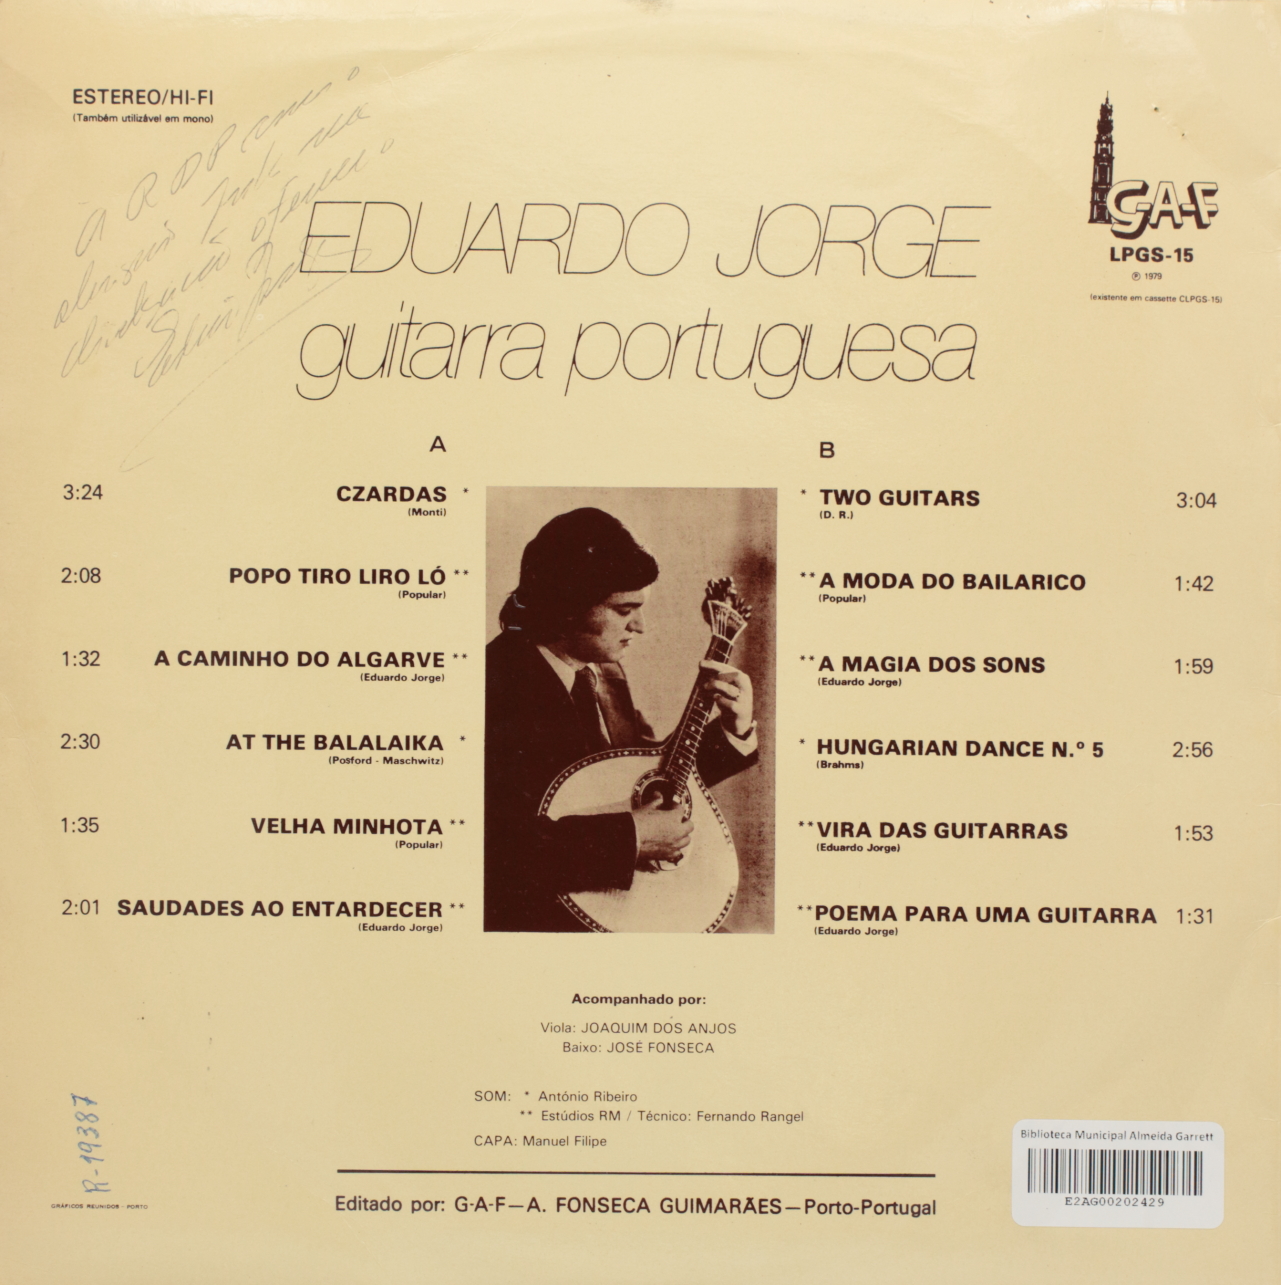 ESTEREO/HI-FI
(Também utilizável em mono)
À RDP
GAF
LPGS-15
℗ 1979
(existente em cassette CLPGS-15)
EDUARDO JORGE
guitarra portuguesa
A
3:24 CZARDAS *
(Monti)
2:08 POPO TIRO LIRO LÓ **
(Popular)
1:32 A CAMINHO DO ALGARVE **
(Eduardo Jorge)
2:30 AT THE BALALAIKA *
(Posford - Maschwitz)
1:35 VELHA MINHOTA **
(Popular)
2:01 SAUDADES AO ENTARDECER **
(Eduardo Jorge)
B
* TWO GUITARS 3:04
(D. R.)
** A MODA DO BAILARICO 1:42
(Popular)
** A MAGIA DOS SONS 1:59
(Eduardo Jorge)
* HUNGARIAN DANCE N.º 5 2:56
(Brahms)
** VIRA DAS GUITARRAS 1:53
(Eduardo Jorge)
** POEMA PARA UMA GUITARRA 1:31
(Eduardo Jorge)
Acompanhado por:
Viola: JOAQUIM DOS ANJOS
Baixo: JOSÉ FONSECA
SOM: * António Ribeiro
** Estúdios RM / Técnico: Fernando Rangel
CAPA: Manuel Filipe
Editado por: G-A-F—A. FONSECA GUIMARÃES—Porto-Portugal
R-19387
GRÁFICOS REUNIDOS - PORTO
Biblioteca Municipal Almeida Garrett
E2AG00202429